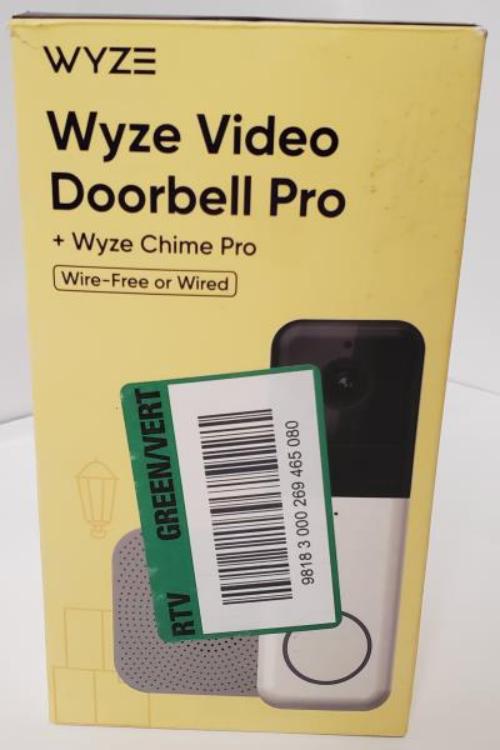 WYZE
Wyze Video
Doorbell Pro
+ Wyze Chime Pro
Wire-Free or Wired
RTV GREEN/VERT
9818 3 000 269 465 080